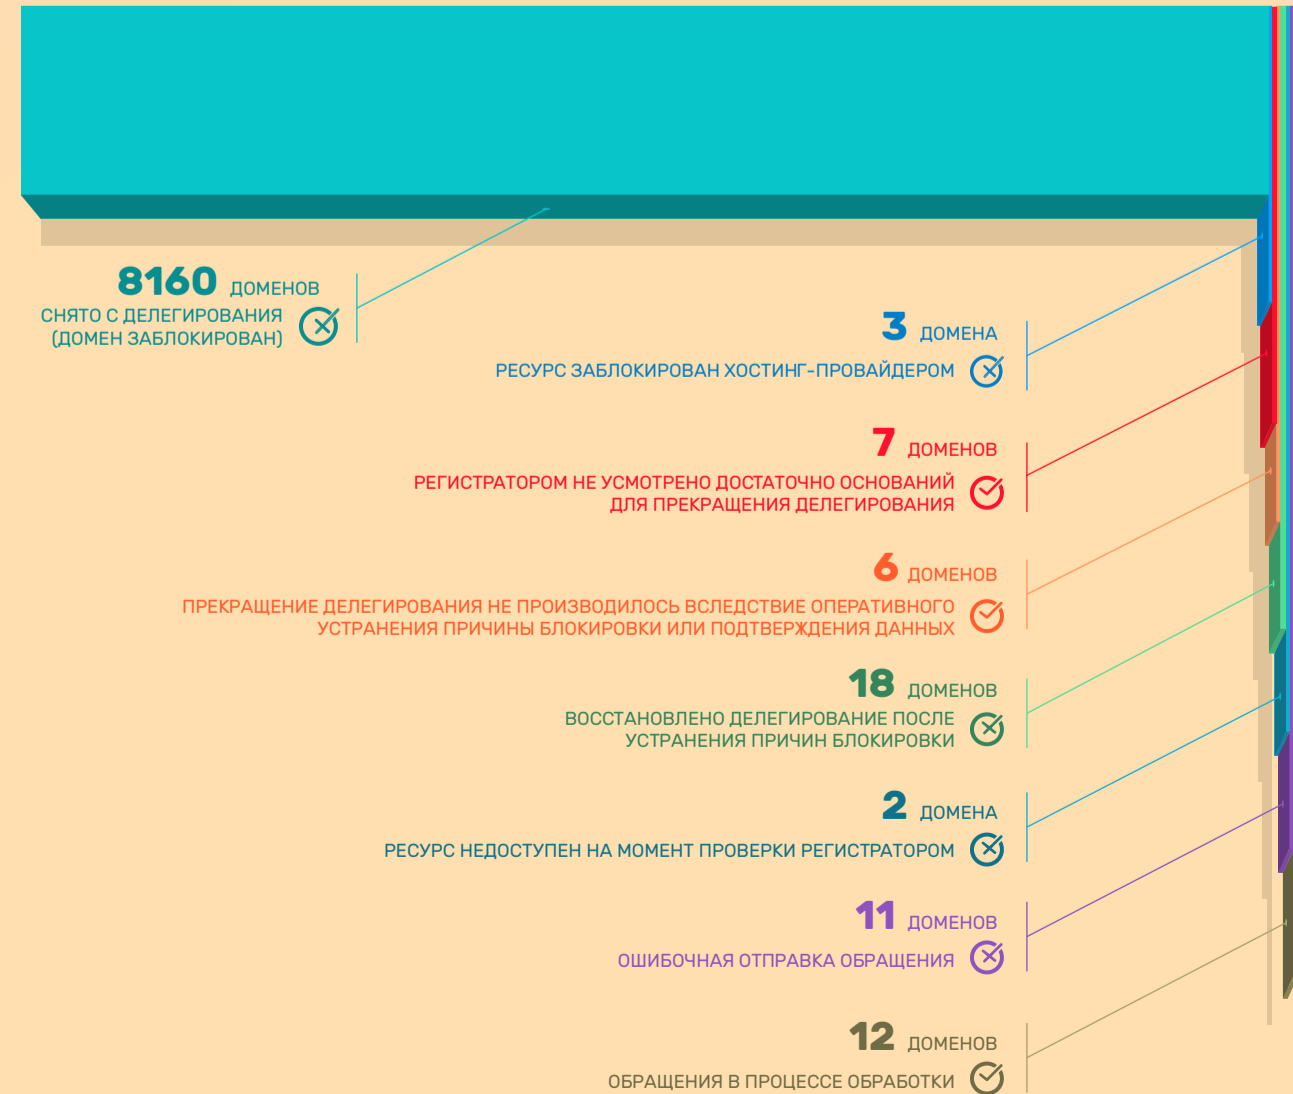 8160 ДОМЕНОВ
СНЯТО С ДЕЛЕГИРОВАНИЯ
(ДОМЕН ЗАБЛОКИРОВАН)
3 ДОМЕНА
РЕСУРС ЗАБЛОКИРОВАН ХОСТИНГ-ПРОВАЙДЕРОМ
7 ДОМЕНОВ
РЕГИСТРАТОРОМ НЕ УСМОТРЕНО ДОСТАТОЧНО ОСНОВАНИЙ
ДЛЯ ПРЕКРАЩЕНИЯ ДЕЛЕГИРОВАНИЯ
6 ДОМЕНОВ
ПРЕКРАЩЕНИЕ ДЕЛЕГИРОВАНИЯ НЕ ПРОИЗВОДИЛОСЬ ВСЛЕДСТВИЕ ОПЕРАТИВНОГО
УСТРАНЕНИЯ ПРИЧИНЫ БЛОКИРОВКИ ИЛИ ПОДТВЕРЖДЕНИЯ ДАННЫХ
18 ДОМЕНОВ
ВОССТАНОВЛЕНО ДЕЛЕГИРОВАНИЕ ПОСЛЕ
УСТРАНЕНИЯ ПРИЧИН БЛОКИРОВКИ
2 ДОМЕНА
РЕСУРС НЕДОСТУПЕН НА МОМЕНТ ПРОВЕРКИ РЕГИСТРАТОРОМ
11 ДОМЕНОВ
ОШИБОЧНАЯ ОТПРАВКА ОБРАЩЕНИЯ
12 ДОМЕНОВ
ОБРАЩЕНИЯ В ПРОЦЕССЕ ОБРАБОТКИ